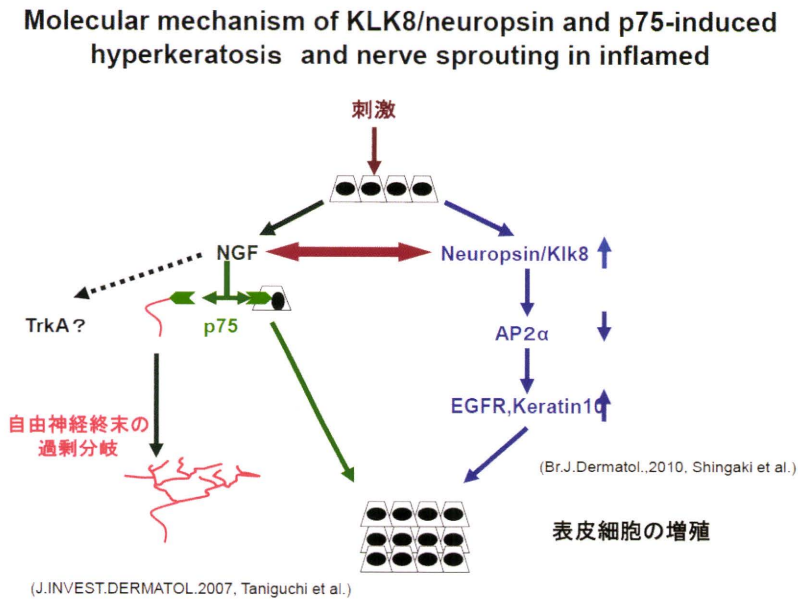 Molecular mechanism of KLK8/neuropsin and p75-induced
hyperkeratosis and nerve sprouting in inflamed
刺激
NGF
Neuropsin/Klk8
TrkA?
p75
AP2α
自由神経終末の
過剰分岐
EGFR,Keratin10
(Br.J.Dermatol.,2010, Shingaki et al.)
表皮細胞の増殖
(J.INVEST.DERMATOL.2007, Taniguchi et al.)